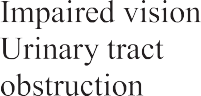 Impaired vision
Urinary tract
obstruction